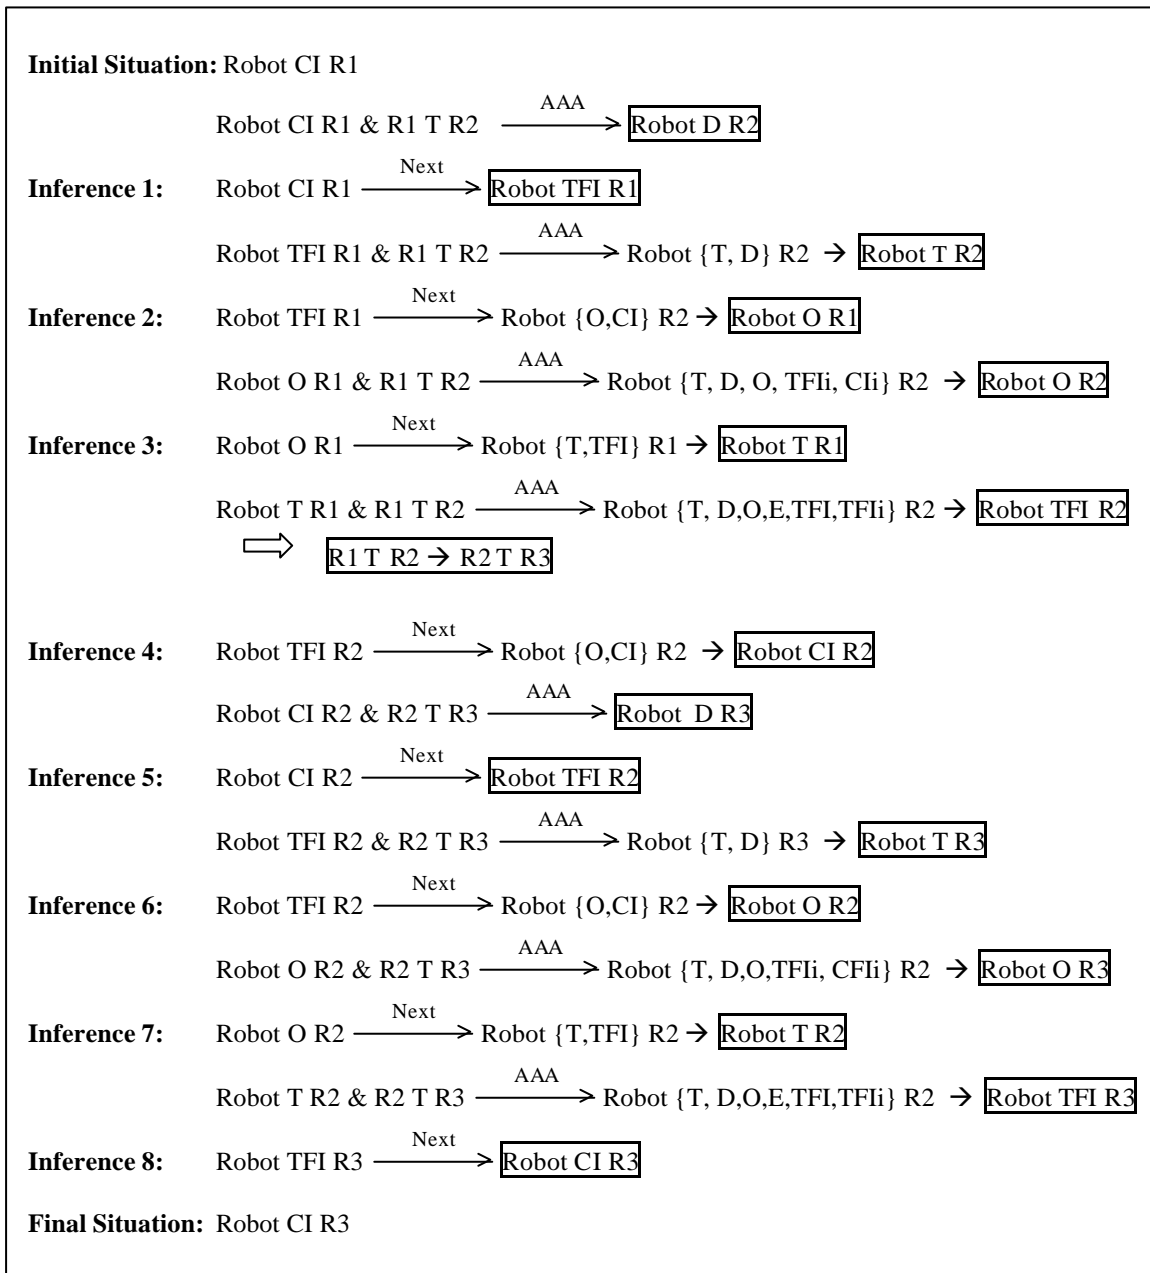 Initial Situation: Robot CI R1
AAA
Robot CI R1 & R1 T R2 → Robot D R2
Next
Inference 1: Robot CI R1 → Robot TFI R1
AAA
Robot TFI R1 & R1 T R2 → Robot {T, D} R2 → Robot T R2
Next
Inference 2: Robot TFI R1 → Robot {O,CI} R2 → Robot O R1
AAA
Robot O R1 & R1 T R2 → Robot {T, D, O, TFIi, CIi} R2 → Robot O R2
Next
Inference 3: Robot O R1 → Robot {T,TFI} R1 → Robot T R1
AAA
Robot T R1 & R1 T R2 → Robot {T, D,O,E,TFI,TFIi} R2 → Robot TFI R2
⇨ R1 T R2 → R2 T R3
Next
Inference 4: Robot TFI R2 → Robot {O,CI} R2 → Robot CI R2
AAA
Robot CI R2 & R2 T R3 → Robot D R3
Next
Inference 5: Robot CI R2 → Robot TFI R2
AAA
Robot TFI R2 & R2 T R3 → Robot {T, D} R3 → Robot T R3
Next
Inference 6: Robot TFI R2 → Robot {O,CI} R2 → Robot O R2
AAA
Robot O R2 & R2 T R3 → Robot {T, D,O,TFIi, CFIi} R2 → Robot O R3
Next
Inference 7: Robot O R2 → Robot {T,TFI} R2 → Robot T R2
AAA
Robot T R2 & R2 T R3 → Robot {T, D,O,E,TFI,TFIi} R2 → Robot TFI R3
Next
Inference 8: Robot TFI R3 → Robot CI R3
Final Situation: Robot CI R3